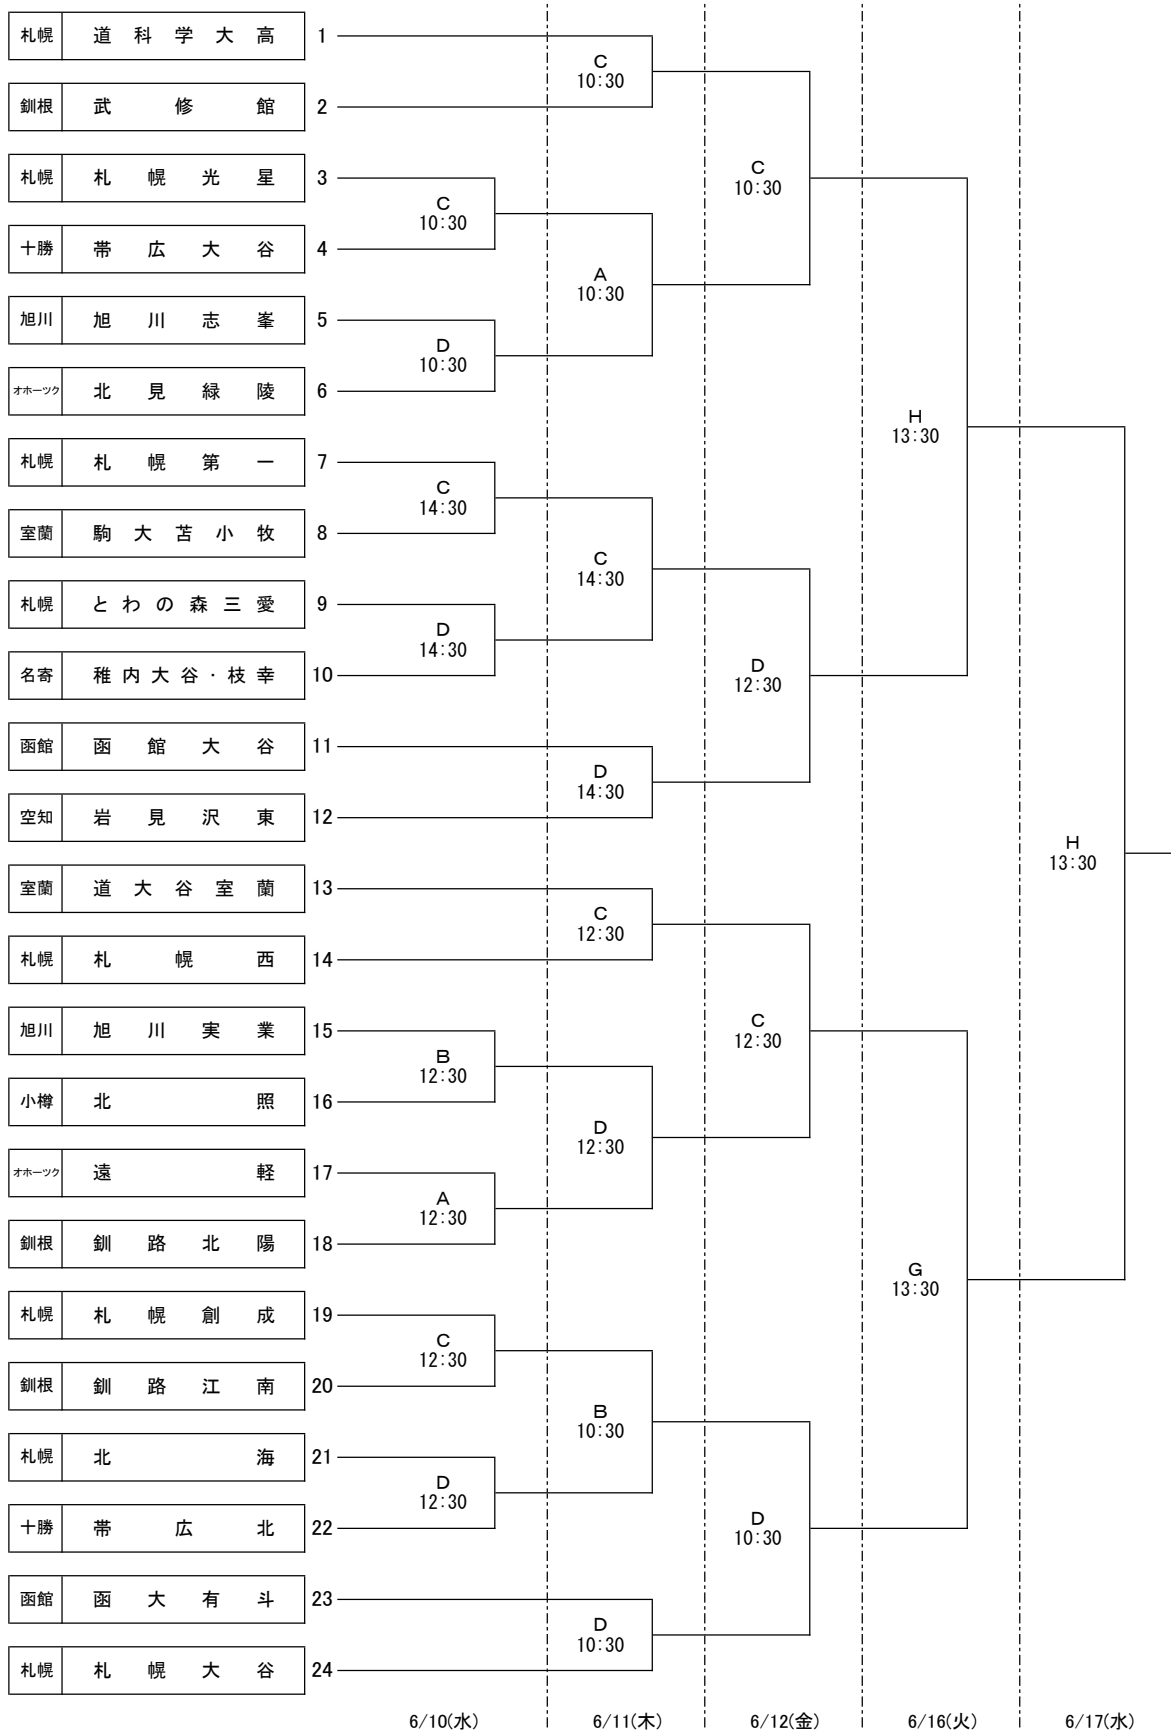 札幌 道科学大高 1
C
10:30
釧根 武修館 2
札幌 札幌光星 3
C
10:30
十勝 帯広大谷 4
C
10:30
A
10:30
旭川 旭川志峯 5
D
10:30
オホーツク 北見緑陵 6
H
13:30
札幌 札幌第一 7
C
14:30
室蘭 駒大苫小牧 8
C
14:30
札幌 とわの森三愛 9
D
14:30
名寄 稚内大谷・枝幸 10
D
12:30
函館 函館大谷 11
D
14:30
空知 岩見沢東 12
H
13:30
室蘭 道大谷室蘭 13
C
12:30
札幌 札幌西 14
旭川 旭川実業 15
C
12:30
B
12:30
小樽 北照 16
D
12:30
オホーツク 遠軽 17
A
12:30
釧根 釧路北陽 18
G
13:30
札幌 札幌創成 19
C
12:30
釧根 釧路江南 20
B
10:30
札幌 北海 21
D
12:30
十勝 帯広北 22
D
10:30
函館 函大有斗 23
D
10:30
札幌 札幌大谷 24
6/10(水) 6/11(木) 6/12(金) 6/16(火) 6/17(水)